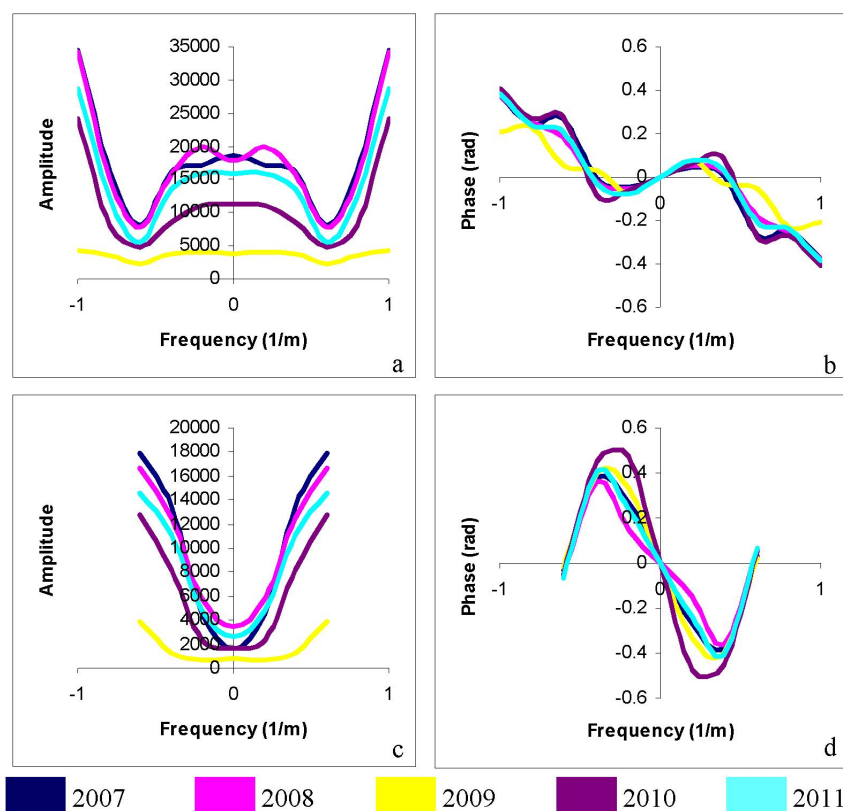 35000
30000
25000
20000
15000
10000
5000
0
-1 0 1
Amplitude
Frequency (1/m)
a
0.6
0.4
0.2
0
-0.2
-0.4
-0.6
-1 0 1
Phase (rad)
Frequency (1/m)
b
20000
18000
16000
14000
12000
10000
8000
6000
4000
2000
0
-1 0 1
Amplitude
Frequency (1/m)
c
0.6
0.4
0.2
0
-0.2
-0.4
-0.6
-1 0 1
Phase (rad)
Frequency (1/m)
d
2007 2008 2009 2010 2011